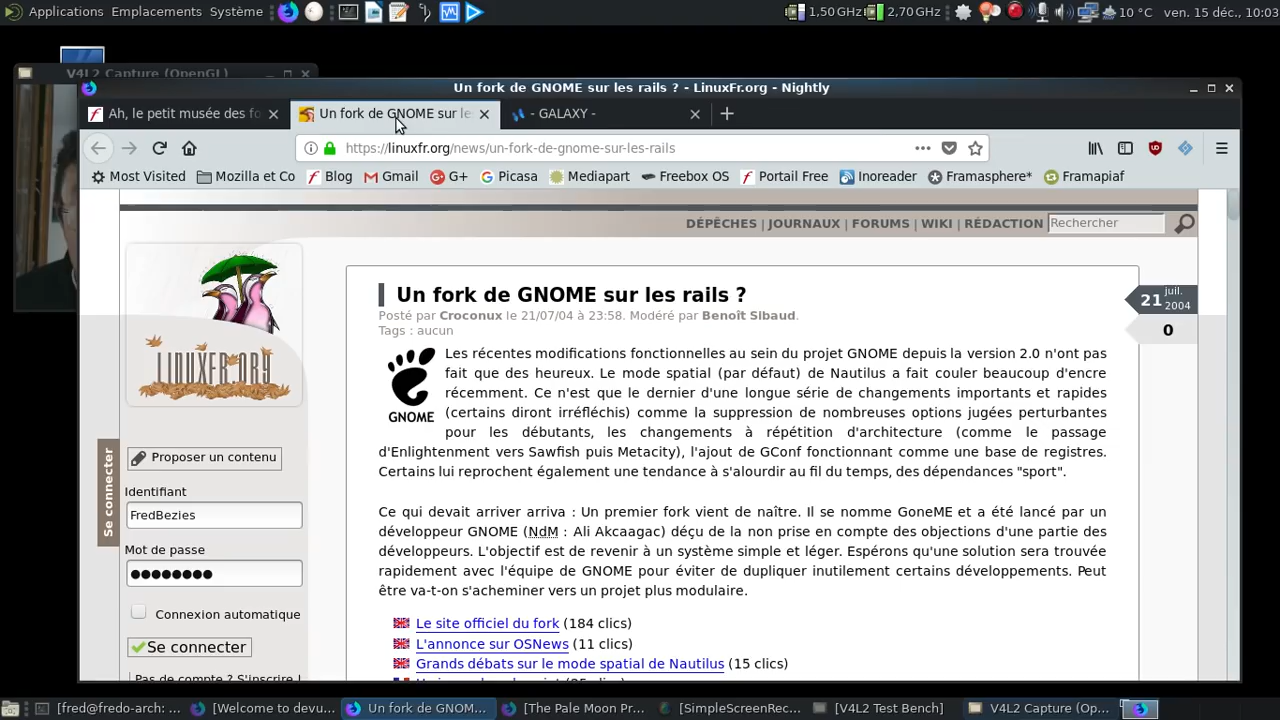 Applications Emplacements Système 1,50 GHz 2,70 GHz 10 °C ven. 15 déc., 10:03
V4L2 Capture (OpenGL)
Un fork de GNOME sur les rails ? - LinuxFr.org - Nightly
Ah, le petit musée des fo Un fork de GNOME sur le - GALAXY -
https://linuxfr.org/news/un-fork-de-gnome-sur-les-rails
Most Visited Mozilla et Co Blog Gmail G+ Picasa Mediapart Freebox OS Portail Free Inoreader Framasphere* Framapiaf
DÉPÊCHES | JOURNAUX | FORUMS | WIKI | RÉDACTION Rechercher
Un fork de GNOME sur les rails ?
21 juil. 2004
Posté par Croconux le 21/07/04 à 23:58. Modéré par Benoît Sibaud.
Tags : aucun
0
GNOME
Les récentes modifications fonctionnelles au sein du projet GNOME depuis la version 2.0 n'ont pas
fait que des heureux. Le mode spatial (par défaut) de Nautilus a fait couler beaucoup d'encre
récemment. Ce n'est que le dernier d'une longue série de changements importants et rapides
(certains diront irréfléchis) comme la suppression de nombreuses options jugées perturbantes
pour les débutants, les changements à répétition d'architecture (comme le passage
d'Enlightenment vers Sawfish puis Metacity), l'ajout de GConf fonctionnant comme une base de registres.
Certains lui reprochent également une tendance à s'alourdir au fil du temps, des dépendances "sport".
Ce qui devait arriver arriva : Un premier fork vient de naître. Il se nomme GoneME et a été lancé par un
développeur GNOME (NdM : Ali Akcaagac) déçu de la non prise en compte des objections d'une partie des
développeurs. L'objectif est de revenir à un système simple et léger. Espérons qu'une solution sera trouvée
rapidement avec l'équipe de GNOME pour éviter de dupliquer inutilement certains développements. Peut
être va-t-on s'acheminer vers un projet plus modulaire.
Le site officiel du fork (184 clics)
L'annonce sur OSNews (11 clics)
Grands débats sur le mode spatial de Nautilus (15 clics)
LINUXFR.ORG
Se connecter
Proposer un contenu
Identifiant
FredBezies
Mot de passe
●●●●●●●●
Connexion automatique
Se connecter
Pas de compte ? S'inscrire !
[fred@fredo-arch: ... [Welcome to devu... Un fork de GNOM... [The Pale Moon Pr... [SimpleScreenRec... [V4L2 Test Bench] V4L2 Capture (Op...